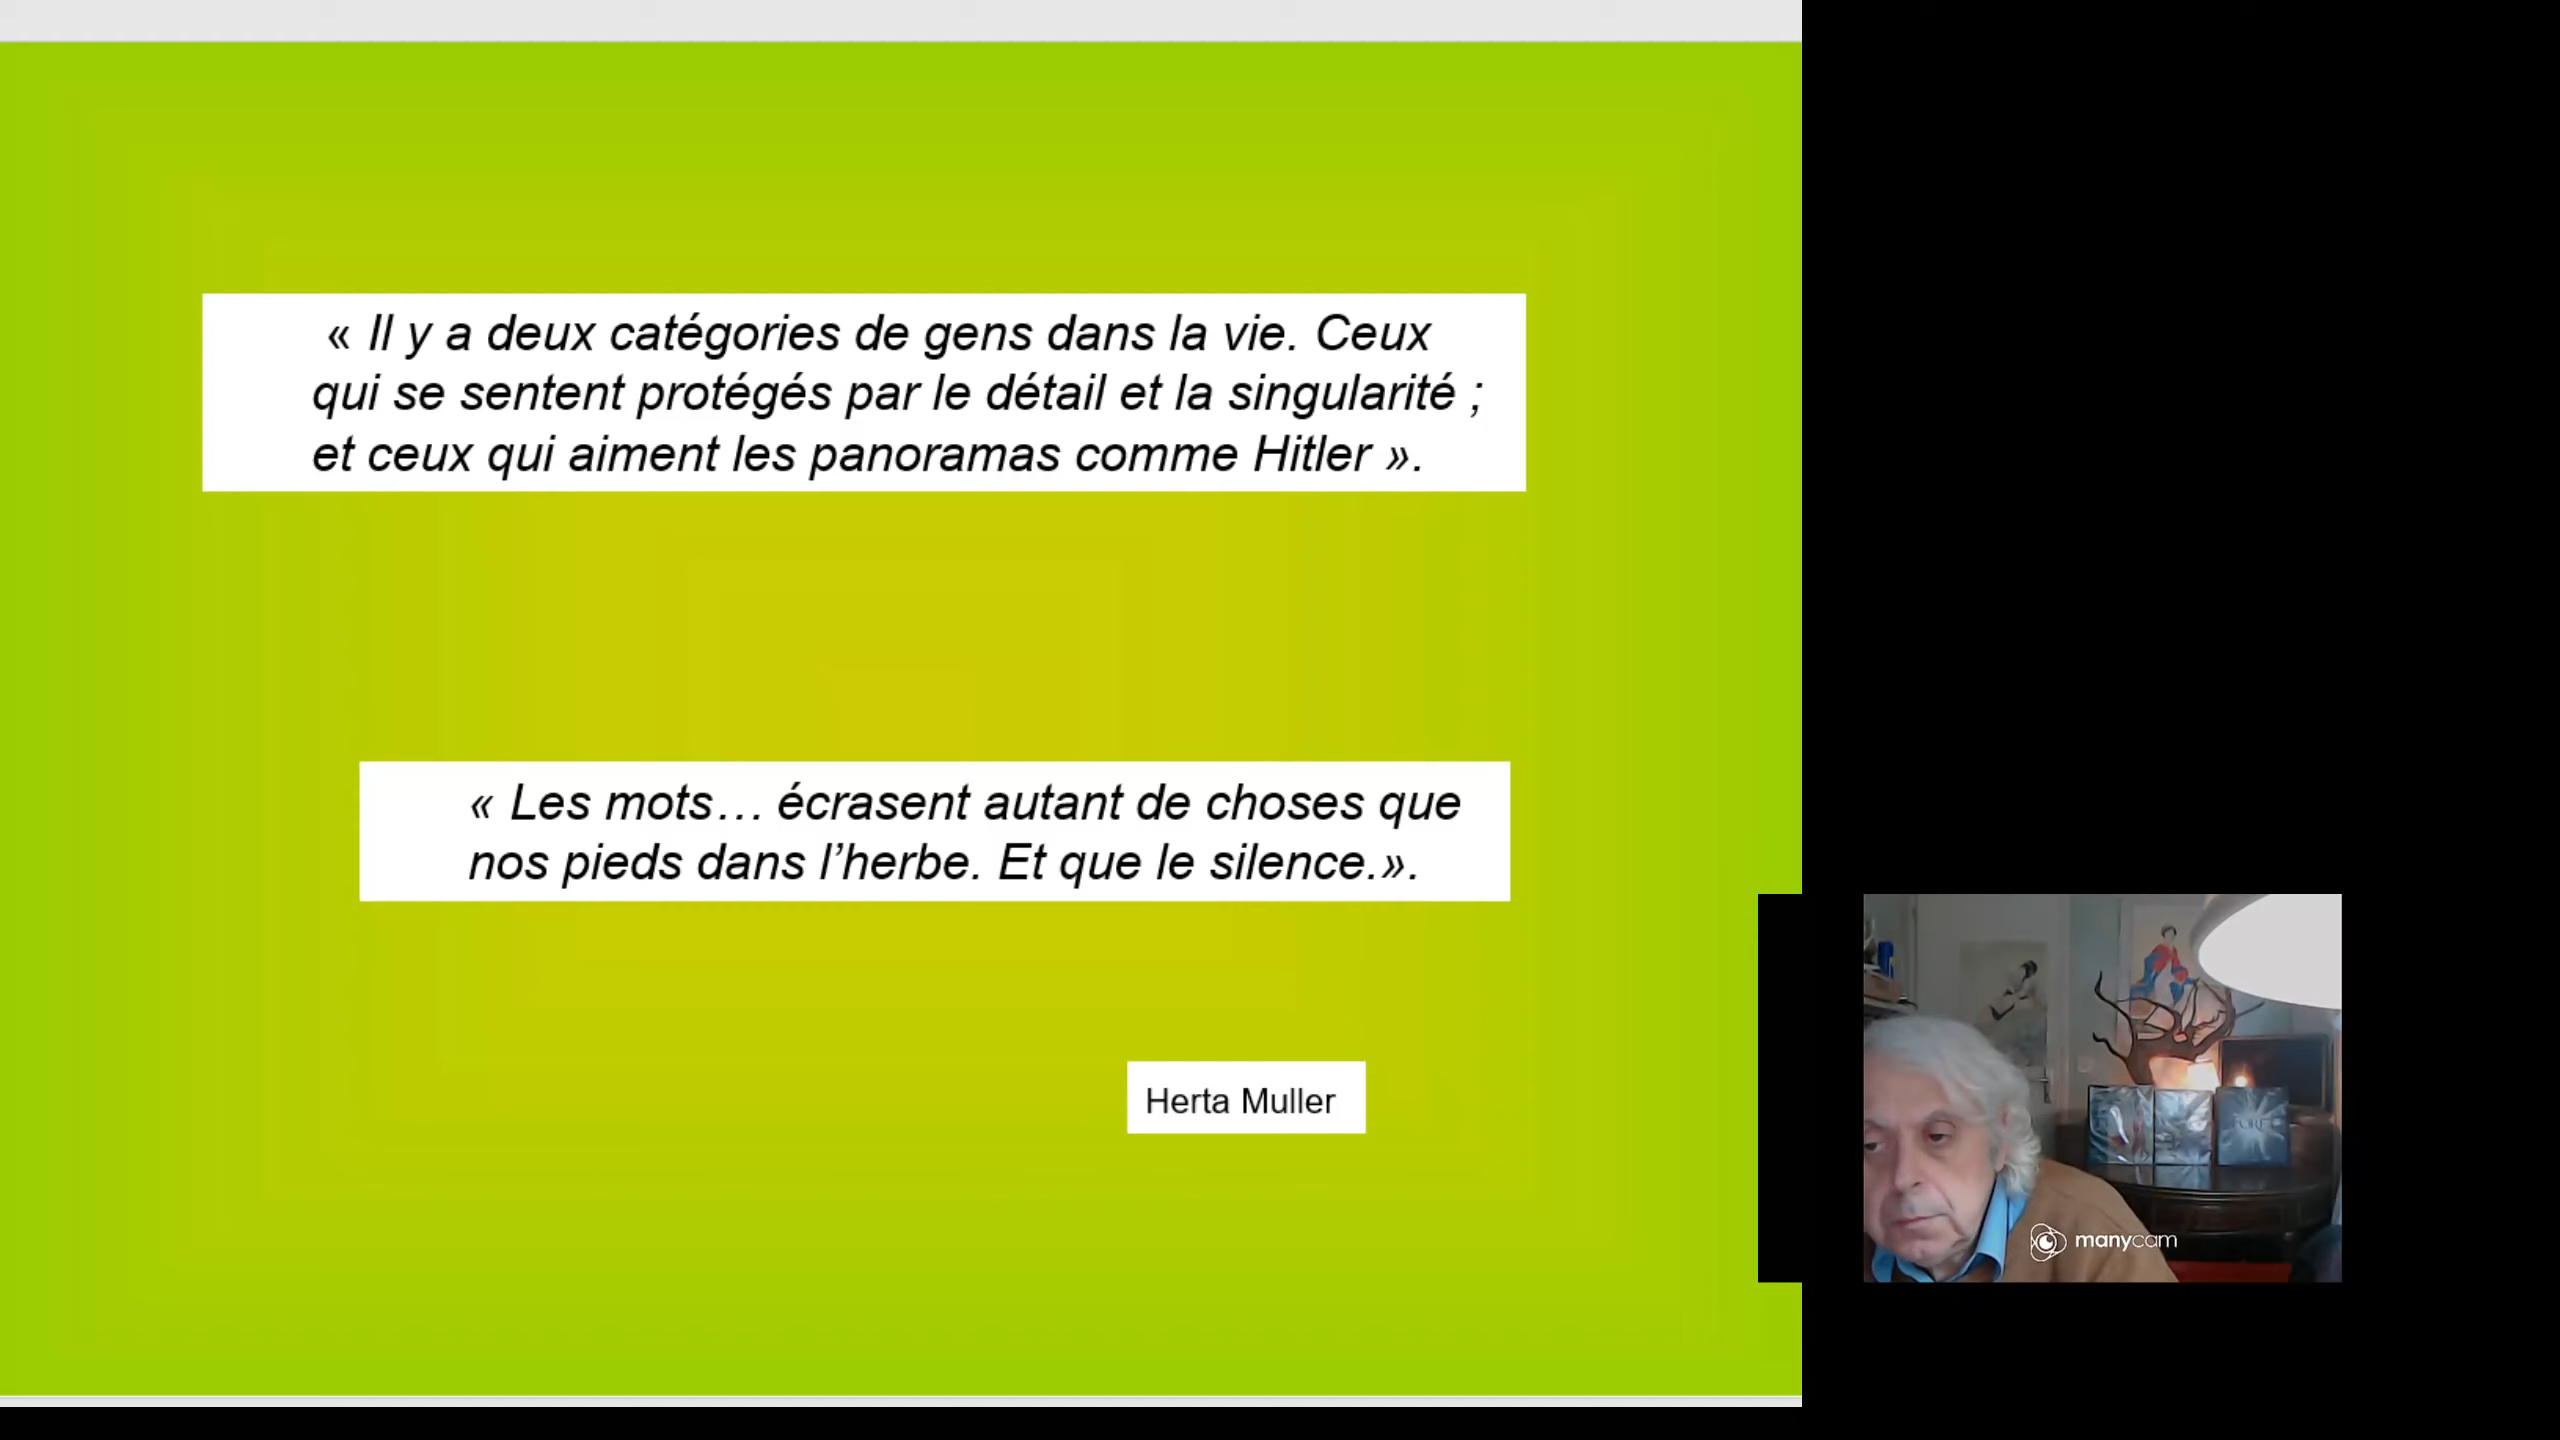 « Il y a deux catégories de gens dans la vie. Ceux
qui se sentent protégés par le détail et la singularité ;
et ceux qui aiment les panoramas comme Hitler ».
« Les mots… écrasent autant de choses que
nos pieds dans l’herbe. Et que le silence.».
Herta Muller
manycam